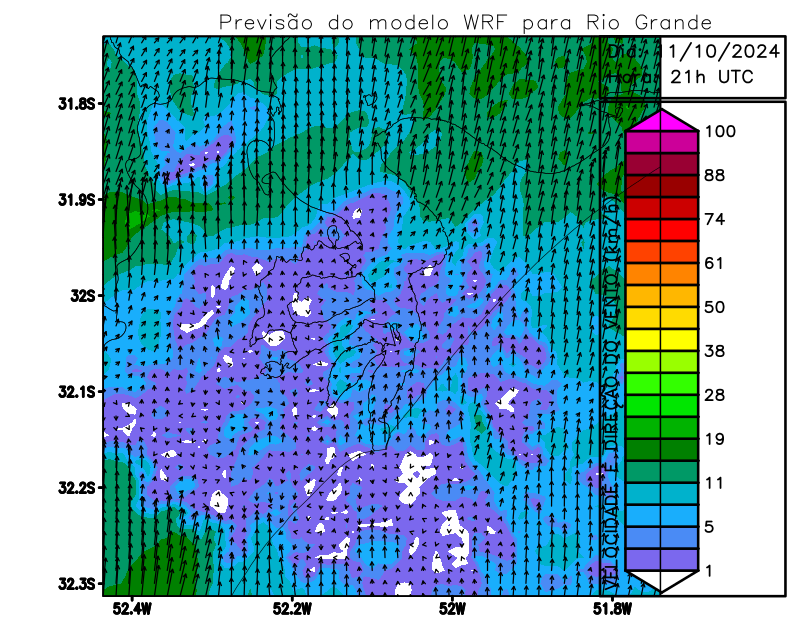 Previsão do modelo WRF para Rio Grande
Dia: 1/10/2024
Hora: 21h UTC
31.8S
31.9S
32S
32.1S
32.2S
32.3S
52.4W
52.2W
52W
51.8W
VELOCIDADE E DIREÇÃO DO VENTO (km/h)
100
88
74
61
50
38
28
19
11
5
1